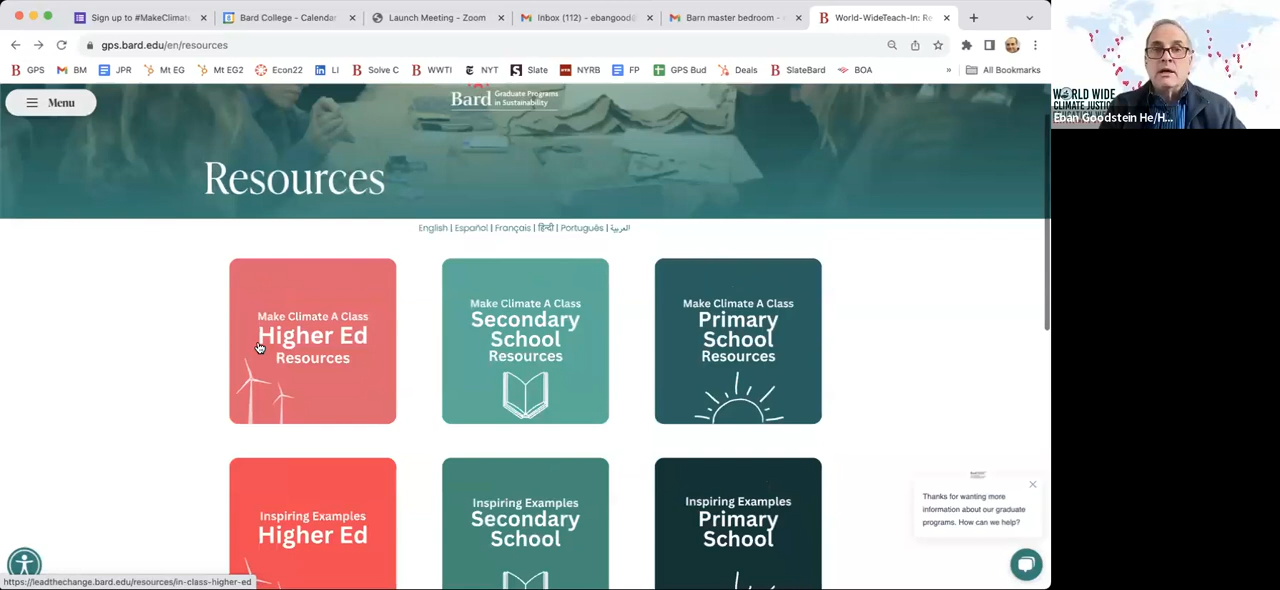 Sign up to #MakeClimate
Bard College - Calendar
Launch Meeting - Zoom
Inbox (112) - ebangood@
Barn master bedroom -
World-WideTeach-In: Re
gps.bard.edu/en/resources
GPS
BM
JPR
Mt EG
Mt EG2
Econ22
LI
Solve C
WWTI
NYT
Slate
NYRB
FP
GPS Bud
Deals
SlateBard
BOA
»
All Bookmarks
Menu
Bard Graduate Programs
in Sustainability
Resources
English | Español | Français | हिन्दी | Português | العربية
Make Climate A Class
Higher Ed
Resources
Make Climate A Class
Secondary
School
Resources
Make Climate A Class
Primary
School
Resources
Inspiring Examples
Higher Ed
Inspiring Examples
Secondary
School
Inspiring Examples
Primary
School
Thanks for wanting more
information about our graduate
programs. How can we help?
https://leadthechange.bard.edu/resources/in-class-higher-ed
WORLD WIDE
CLIMATE JUSTIC
Eban Goodstein He/H...